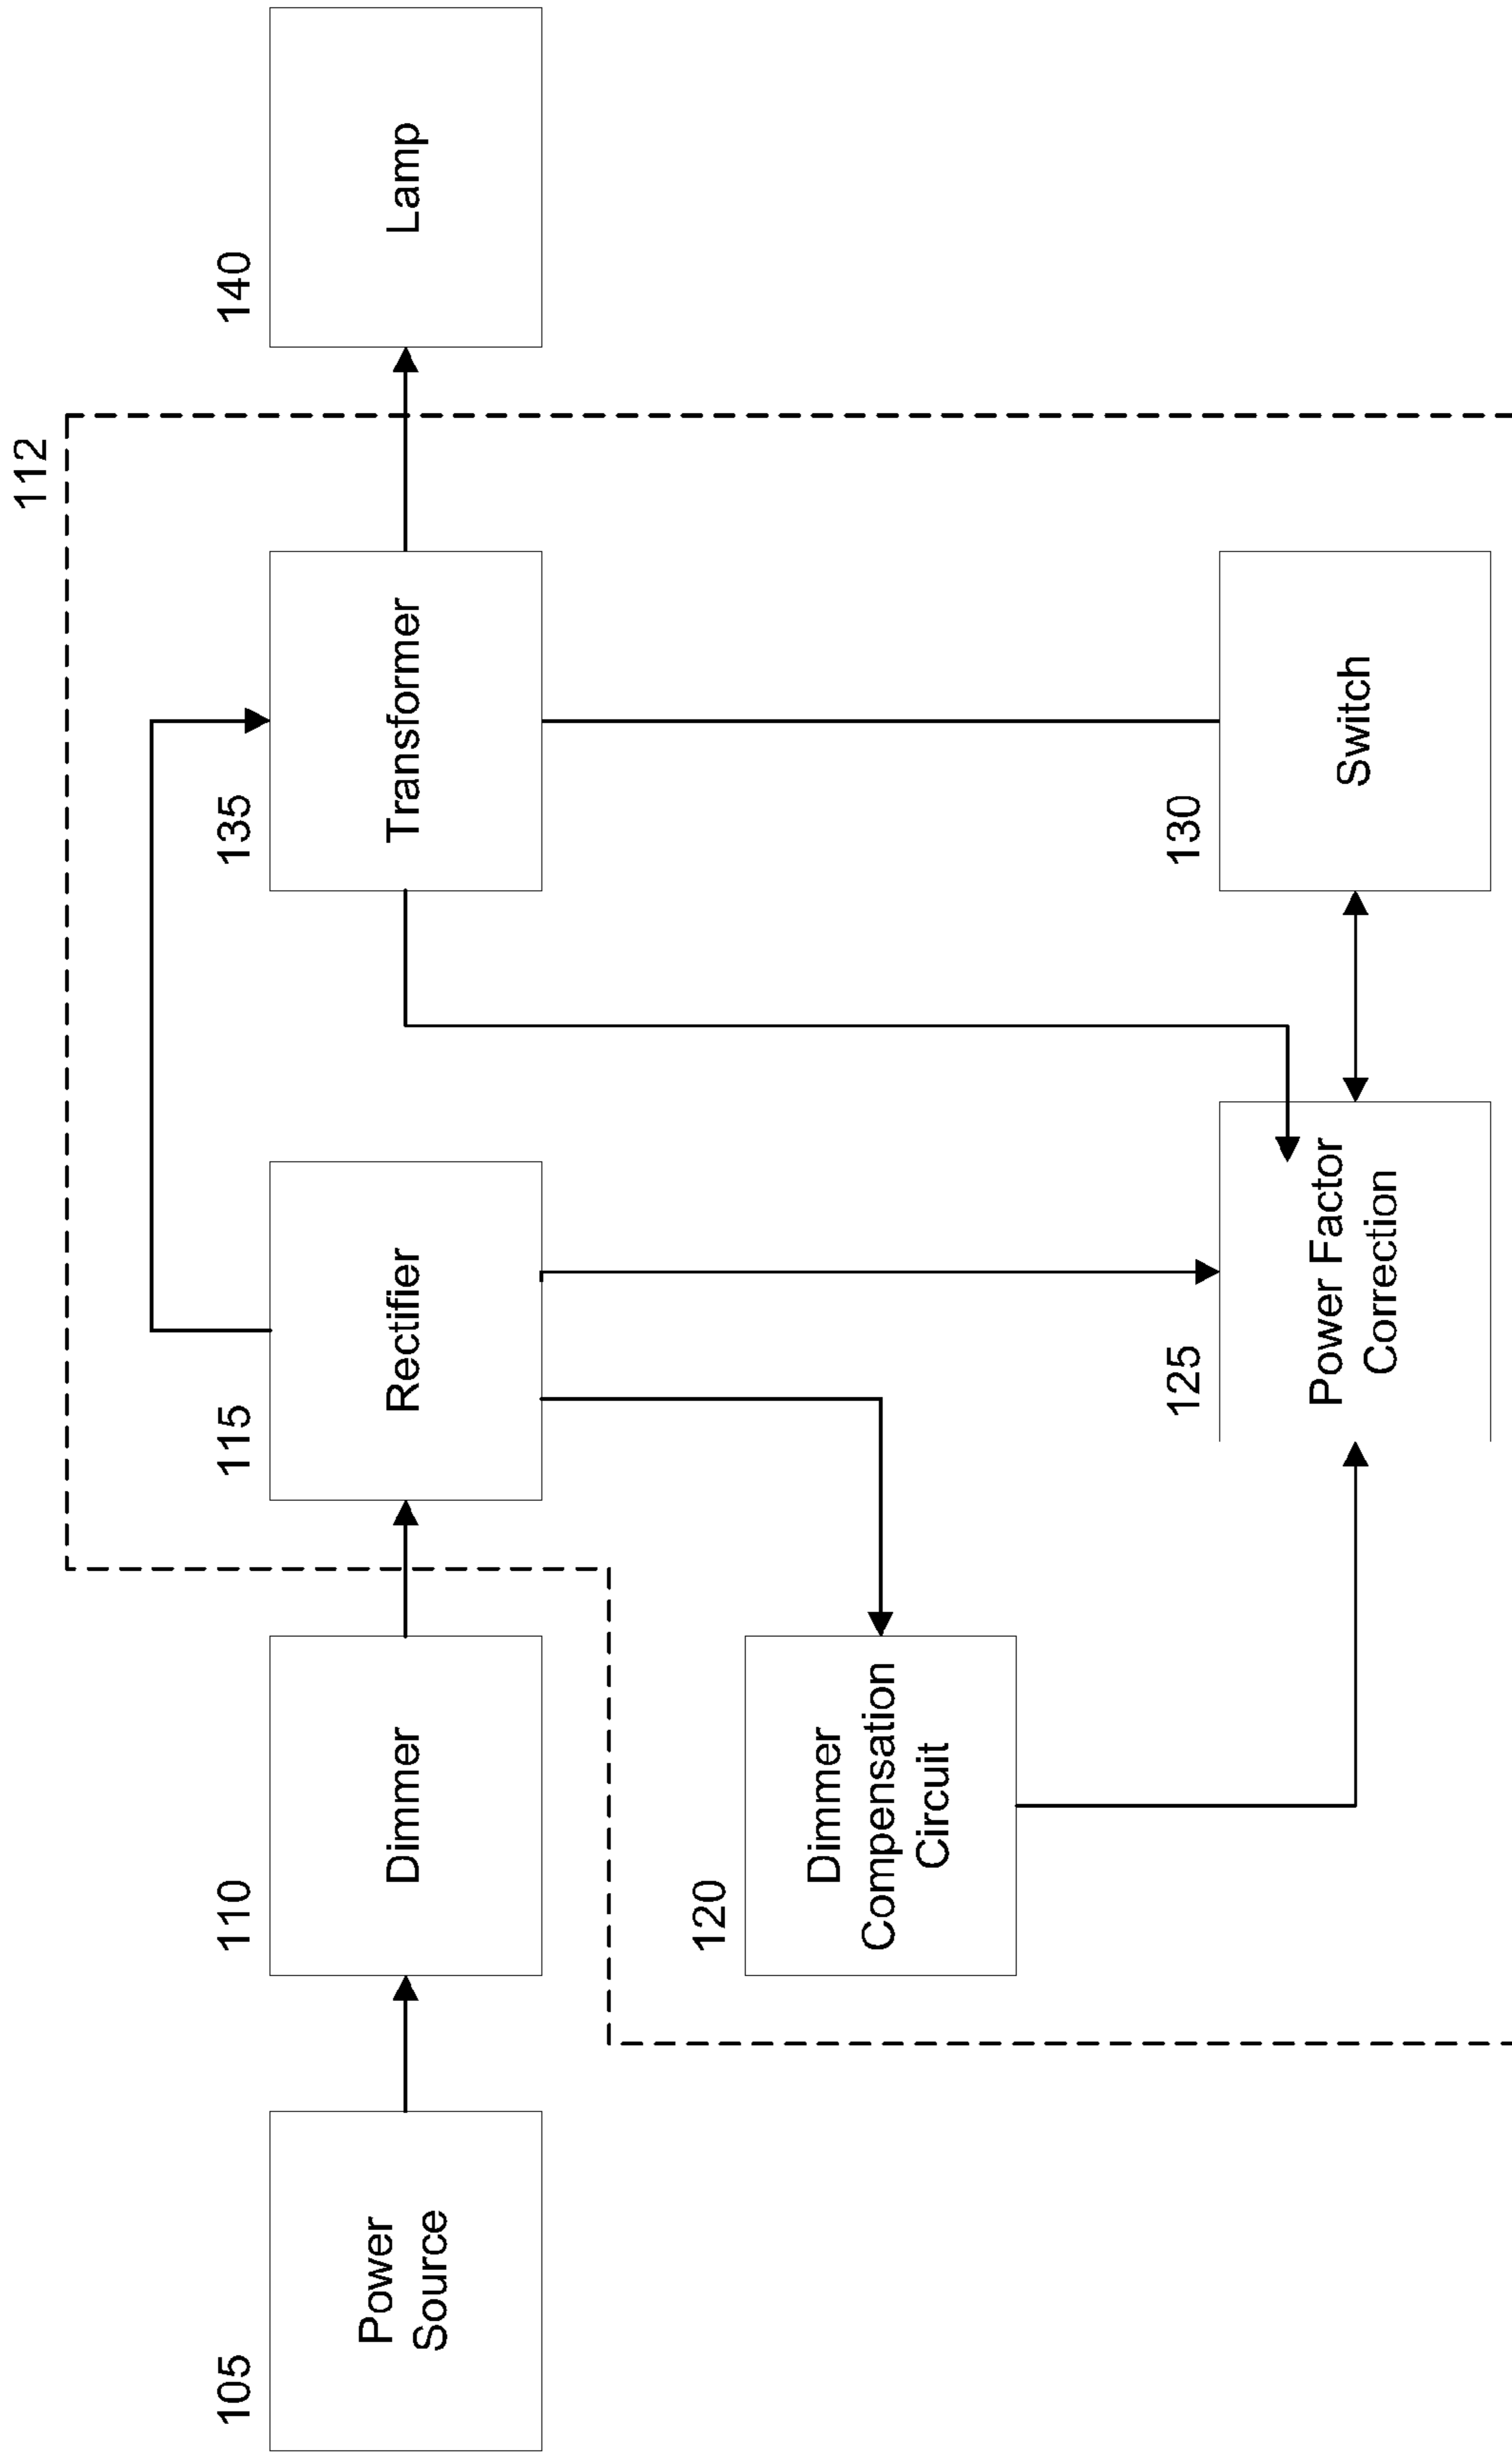 112
105
Power
Source
110
Dimmer
115
Rectifier
135
Transformer
140
Lamp
120
Dimmer
Compensation
Circuit
125
Power Factor
Correction
130
Switch